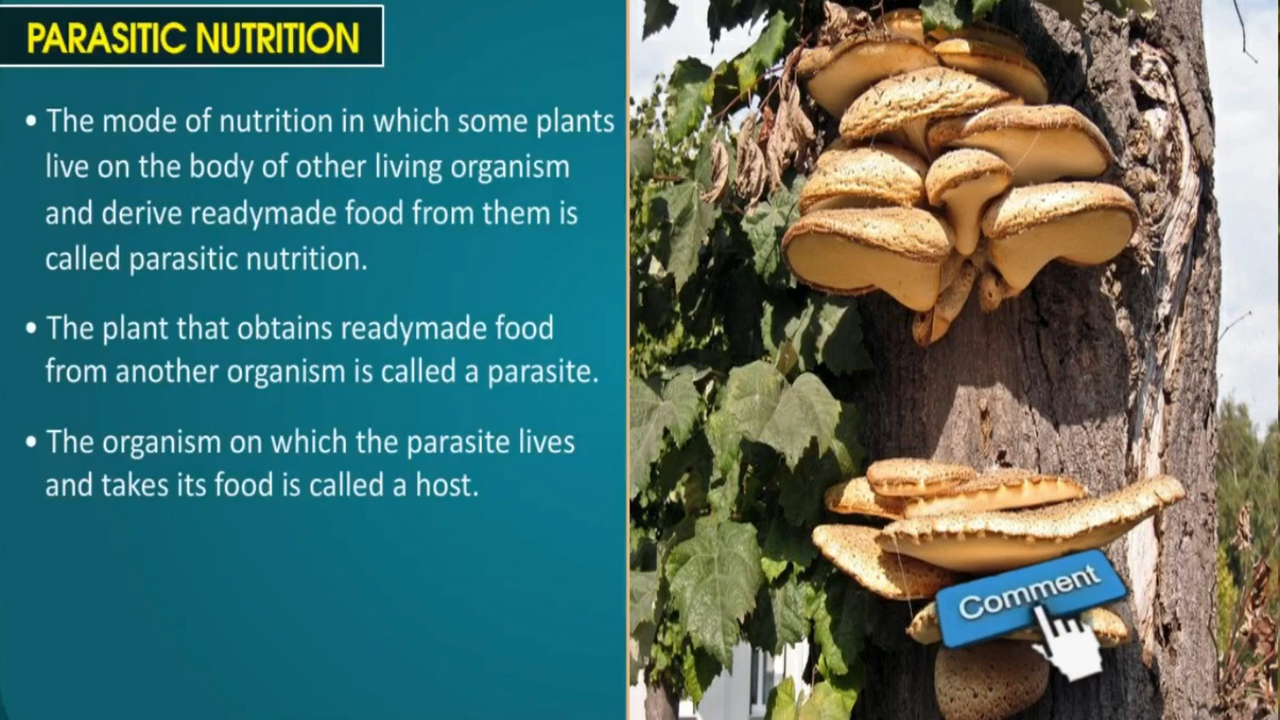 PARASITIC NUTRITION
• The mode of nutrition in which some plants
live on the body of other living organism
and derive readymade food from them is
called parasitic nutrition.
• The plant that obtains readymade food
from another organism is called a parasite.
• The organism on which the parasite lives
and takes its food is called a host.
Comment